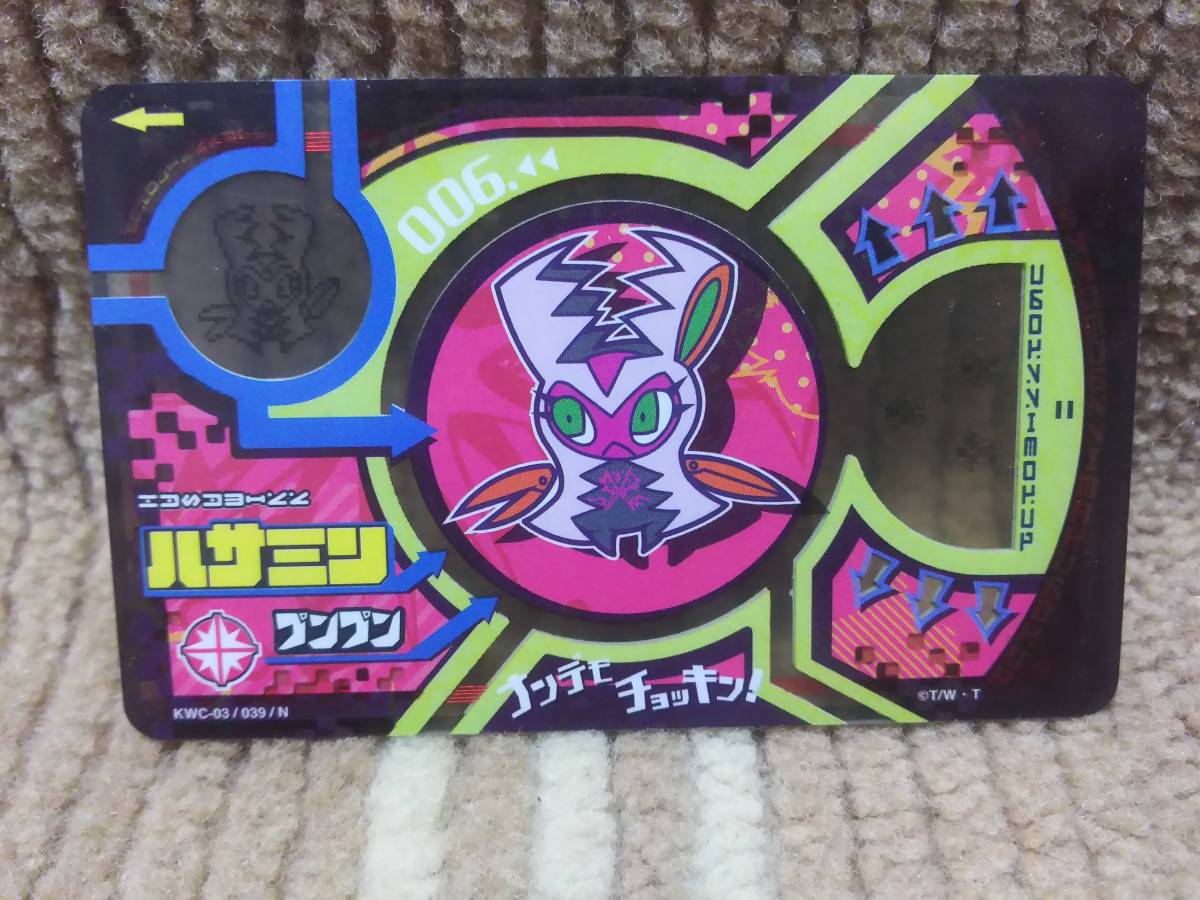 006.
ハサミン
プンプン
ナンデモ
チョッキン!
KWC-03 / 039 / N
©T/W・T